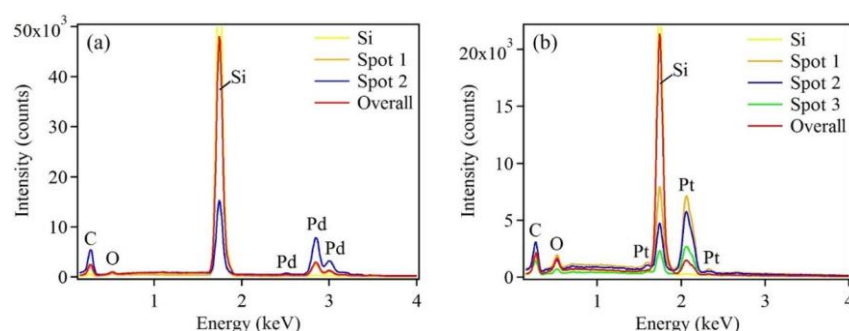 50x10³
40
30
20
10
0
Intensity (counts)
(a)
Si
Spot 1
Spot 2
Overall
Si
C
O
Pd
Pd
Pd
1
2
3
4
Energy (keV)
20x10³
15
10
5
0
Intensity (counts)
(b)
Si
Spot 1
Spot 2
Spot 3
Overall
Si
C
O
Pt
Pt
Pt
1
2
3
4
Energy (keV)